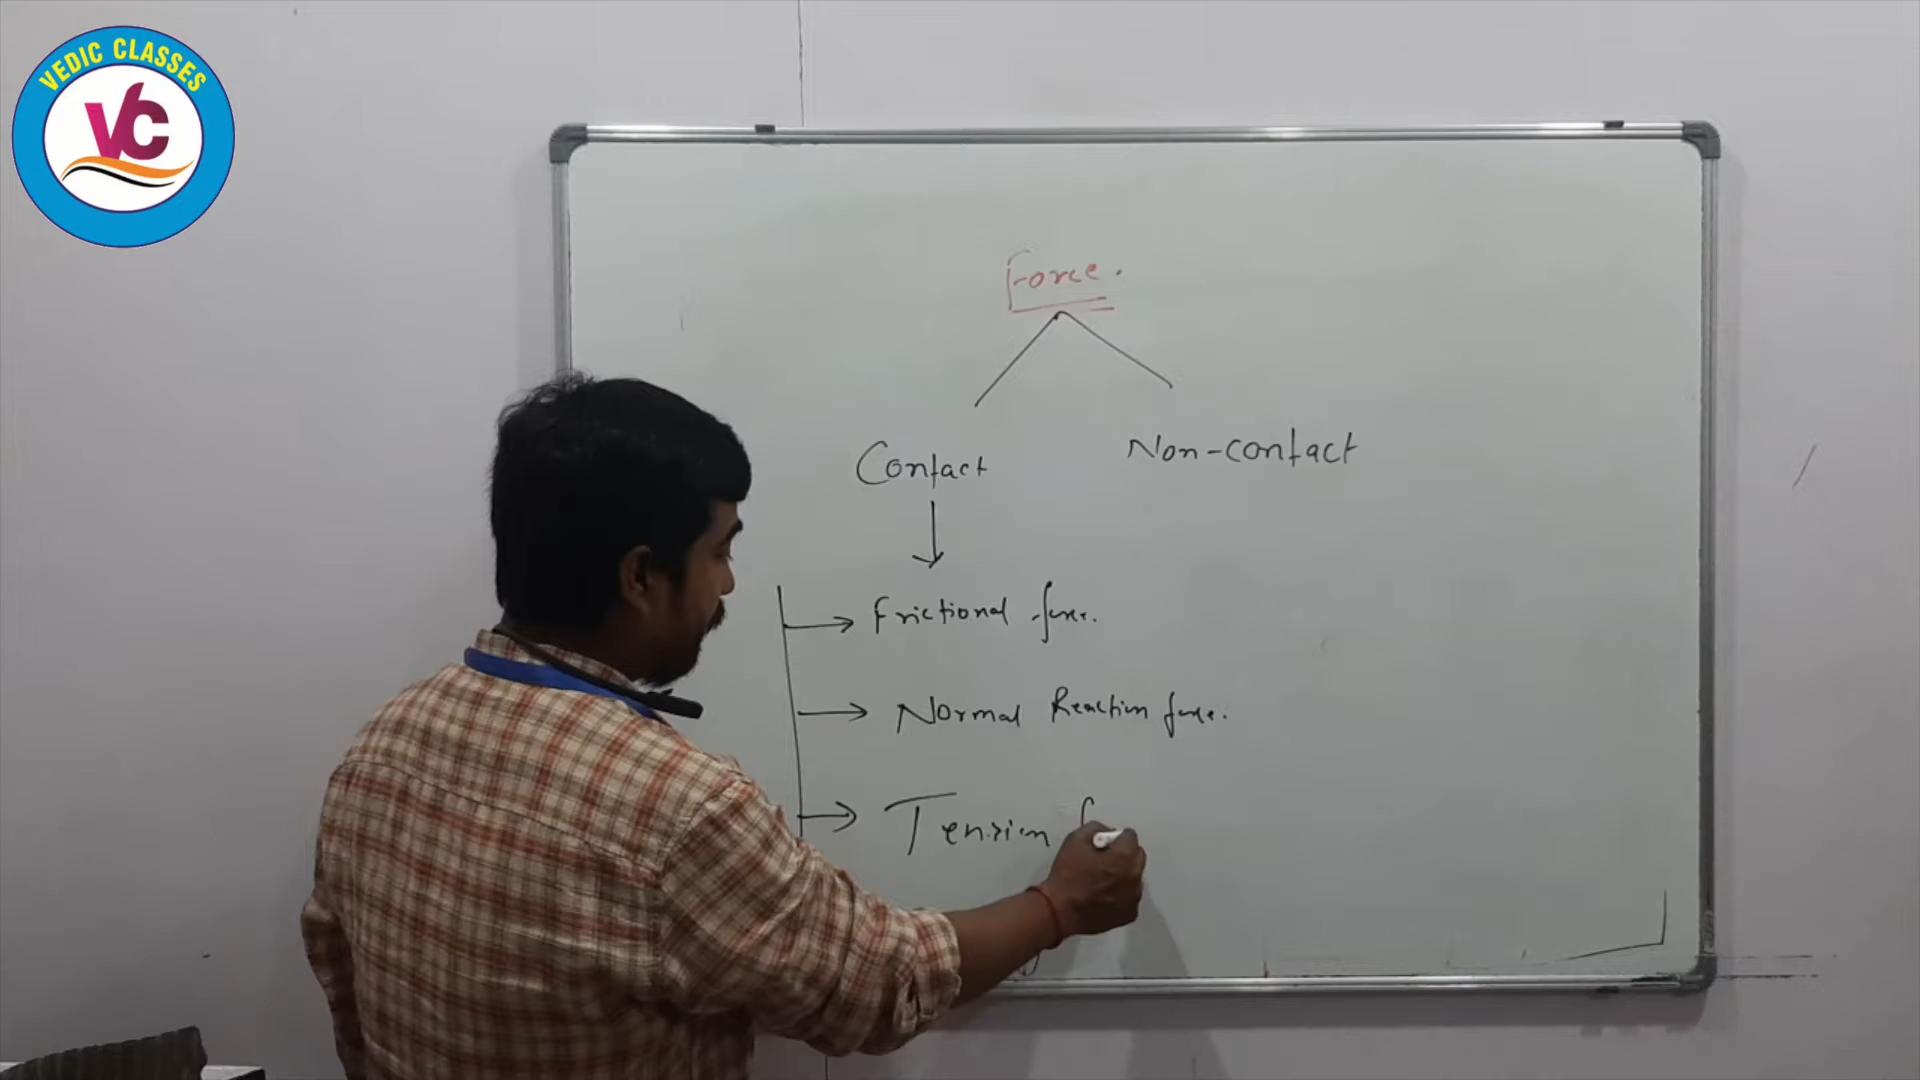 VEDIC CLASSES
VC
Force.
Contact
Non-contact
Frictional force.
Normal Reaction force.
Tension f